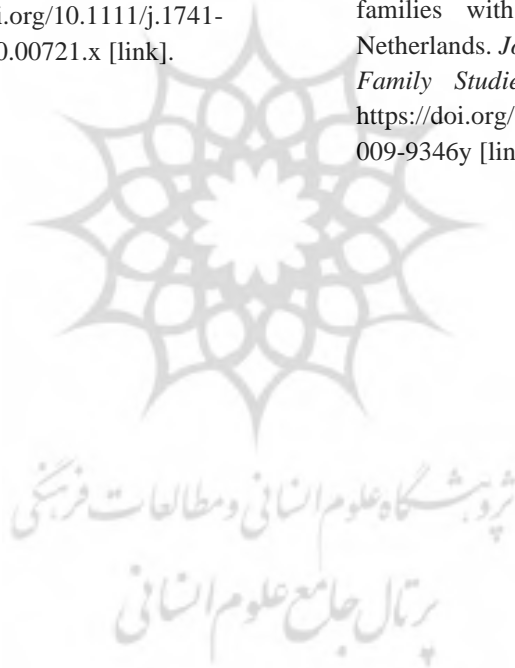 i.org/10.1111/j.1741-
0.00721.x [link].
families with
Netherlands. Jo
Family Studie
https://doi.org/
009-9346y [lin
پژوهشگاه علوم انسانی و مطالعات فرهنگی
پرتال جامع علوم انسانی